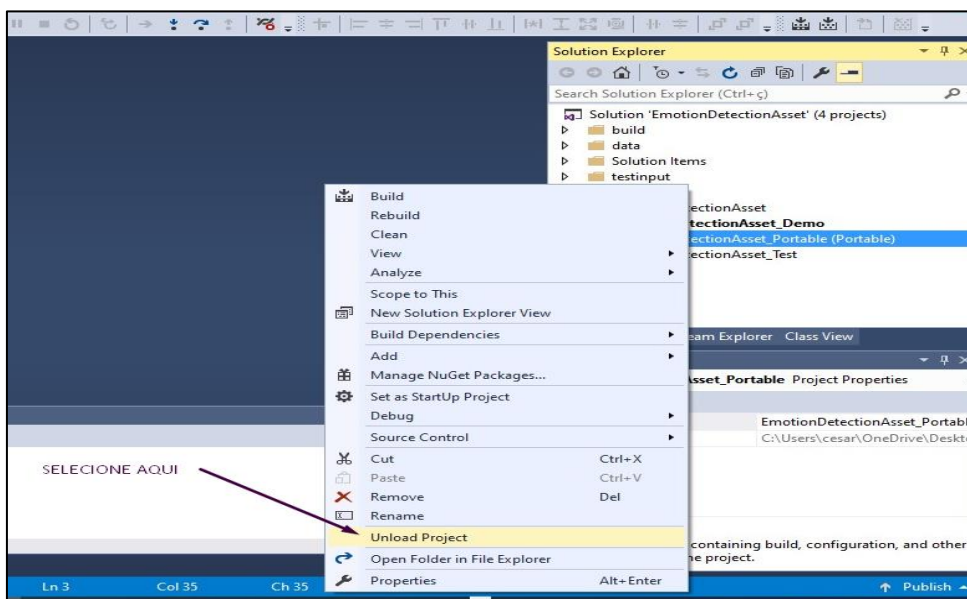 Solution Explorer
Search Solution Explorer (Ctrl+ç)
Solution 'EmotionDetectionAsset' (4 projects)
build
data
Solution Items
testinput
ectionAsset
tectionAsset_Demo
ectionAsset_Portable (Portable)
ectionAsset_Test
Build
Rebuild
Clean
View
Analyze
Scope to This
New Solution Explorer View
Build Dependencies
Add
Manage NuGet Packages...
Set as StartUp Project
Debug
Source Control
Cut Ctrl+X
Paste Ctrl+V
Remove Del
Rename
Unload Project
Open Folder in File Explorer
Properties Alt+Enter
SELECIONE AQUI
eam Explorer Class View
Asset_Portable Project Properties
EmotionDetectionAsset_Portabl
C:\Users\cesar\OneDrive\Deskt
containing build, configuration, and other
e project.
Ln 3 Col 35 Ch 35 Publish